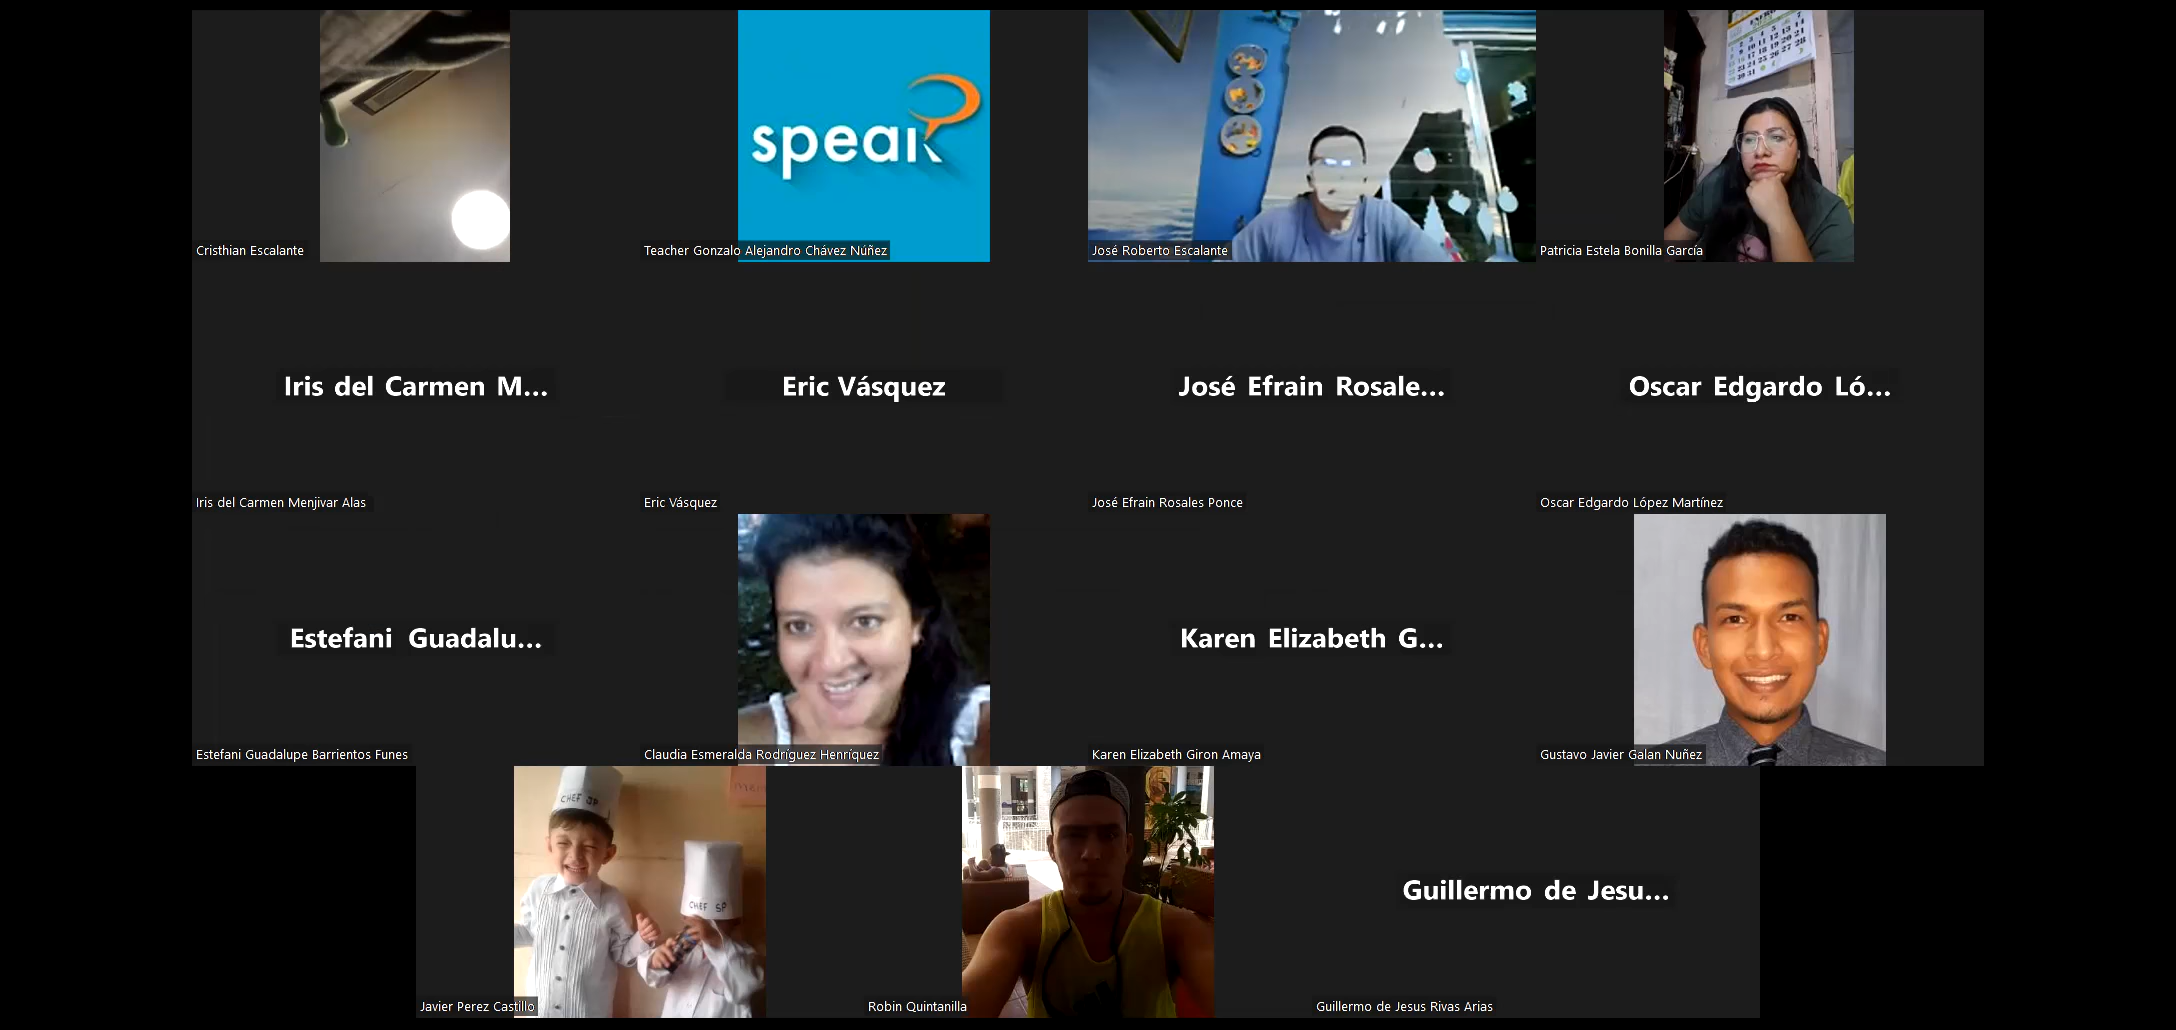 ENERO
speak
Cristhian Escalante
Teacher Gonzalo Alejandro Chávez Núñez
José Roberto Escalante
Patricia Estela Bonilla García
Iris del Carmen M...
Eric Vásquez
José Efrain Rosale...
Oscar Edgardo Ló...
Iris del Carmen Menjivar Alas
Eric Vásquez
José Efrain Rosales Ponce
Oscar Edgardo López Martínez
Estefani Guadalu...
Karen Elizabeth G...
Estefani Guadalupe Barrientos Funes
Claudia Esmeralda Rodríguez Henríquez
Karen Elizabeth Giron Amaya
Gustavo Javier Galan Nuñez
CHEF JP
CHEF SP
Guillermo de Jesu...
Javier Perez Castillo
Robin Quintanilla
Guillermo de Jesus Rivas Arias